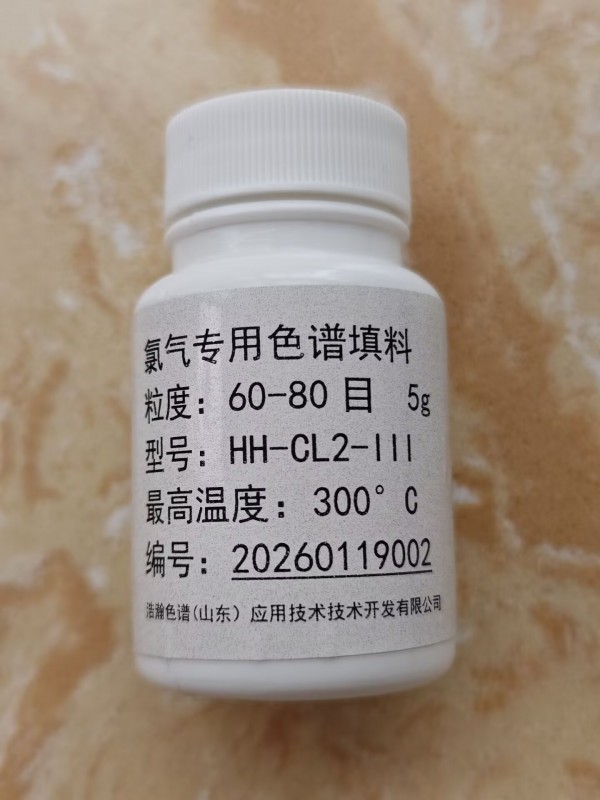 氯气专用色谱填料
粒度：60-80 目 5g
型号：HH-CL2-III
最高温度：300°C
编号：20260119002
浩瀚色谱(山东）应用技术技术开发有限公司